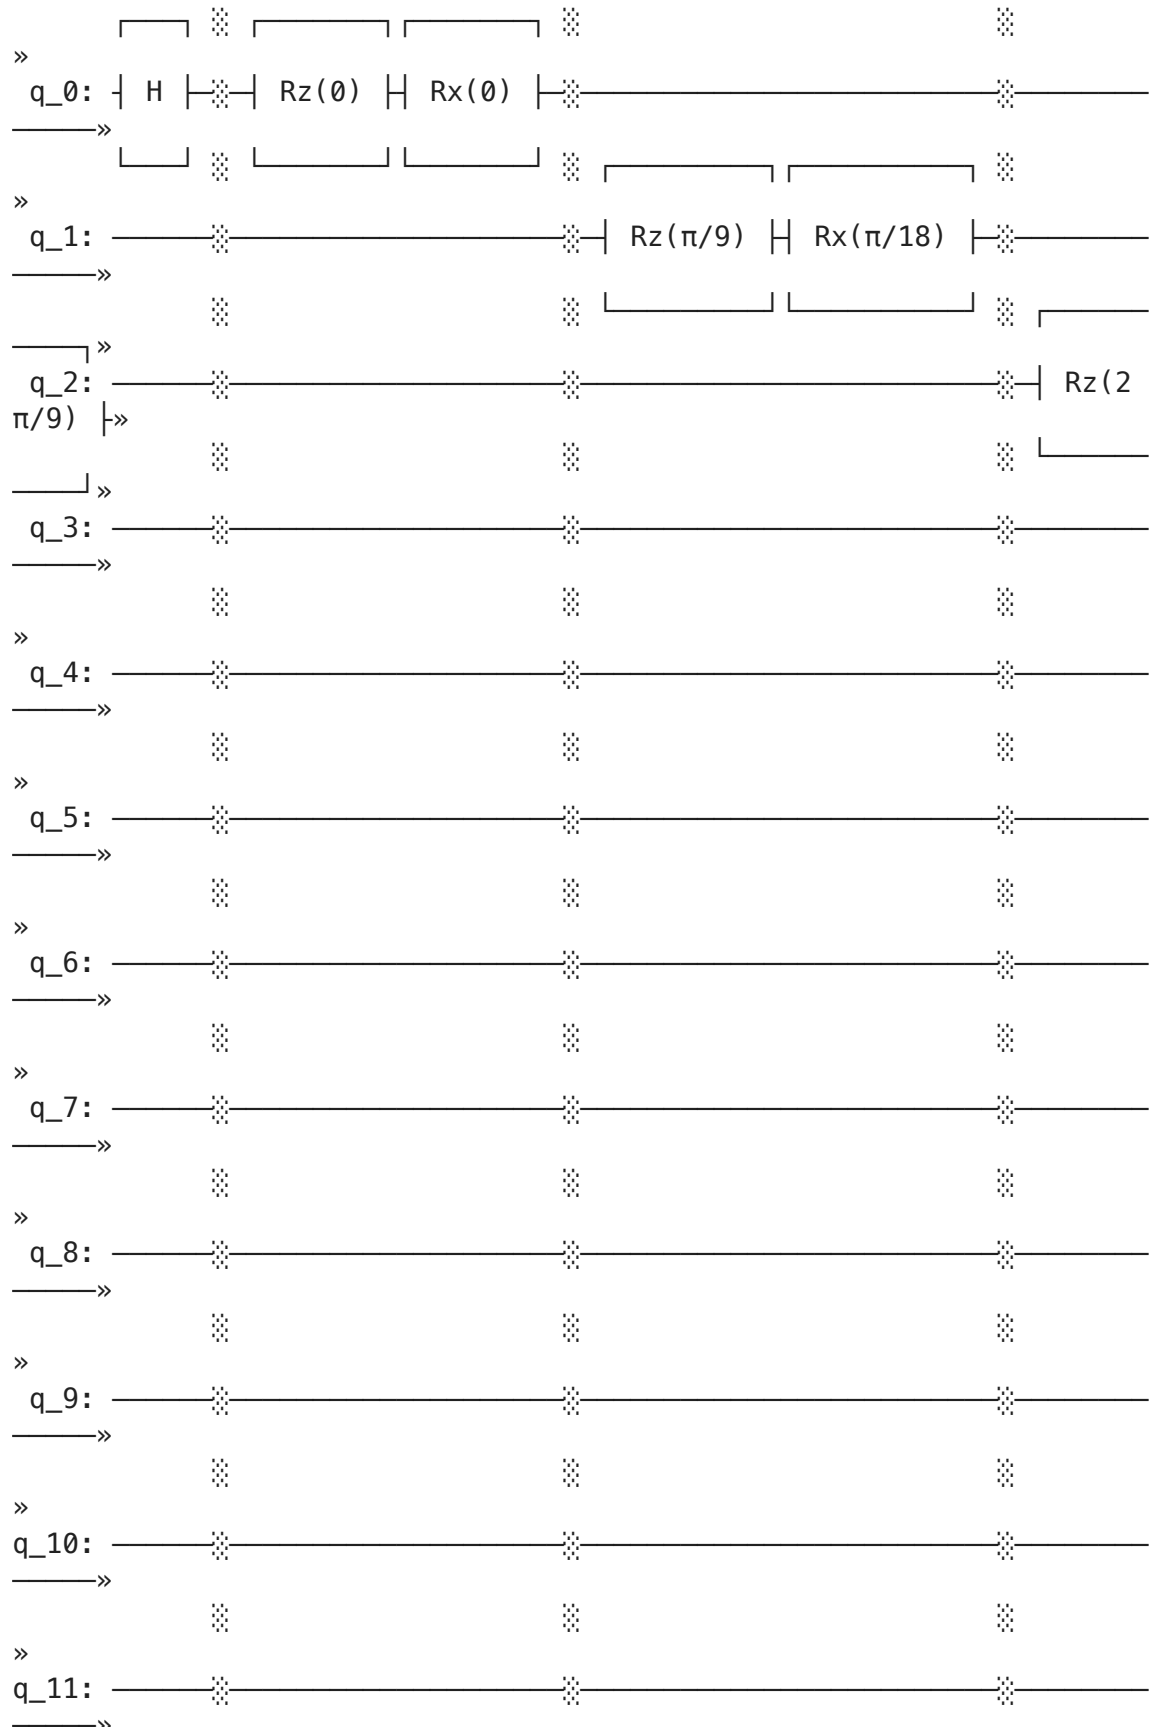 ┌───┐ ░ ┌───────┐┌───────┐ ░                         ░
»
 q_0: ┤ H ├─░─┤ Rz(0) ├┤ Rx(0) ├─░─────────────────────────░────────
─────»
     └───┘ ░ └───────┘└───────┘ ░ ┌─────────┐┌──────────┐ ░
»
 q_1: ──────░────────────────────░─┤ Rz(π/9) ├┤ Rx(π/18) ├─░────────
─────»
      ░                    ░ └─────────┘└──────────┘ ░ ┌──────
────┐»
 q_2: ──────░────────────────────░─────────────────────────░─┤ Rz(2
π/9) ├»
      ░                    ░                         ░ └──────
────┘»
 q_3: ──────░────────────────────░─────────────────────────░────────
─────»
      ░                    ░                         ░
»
 q_4: ──────░────────────────────░─────────────────────────░────────
─────»
      ░                    ░                         ░
»
 q_5: ──────░────────────────────░─────────────────────────░────────
─────»
      ░                    ░                         ░
»
 q_6: ──────░────────────────────░─────────────────────────░────────
─────»
      ░                    ░                         ░
»
 q_7: ──────░────────────────────░─────────────────────────░────────
─────»
      ░                    ░                         ░
»
 q_8: ──────░────────────────────░─────────────────────────░────────
─────»
      ░                    ░                         ░
»
 q_9: ──────░────────────────────░─────────────────────────░────────
─────»
      ░                    ░                         ░
»
q_10: ──────░────────────────────░─────────────────────────░────────
─────»
      ░                    ░                         ░
»
q_11: ──────░────────────────────░─────────────────────────░────────
─────»